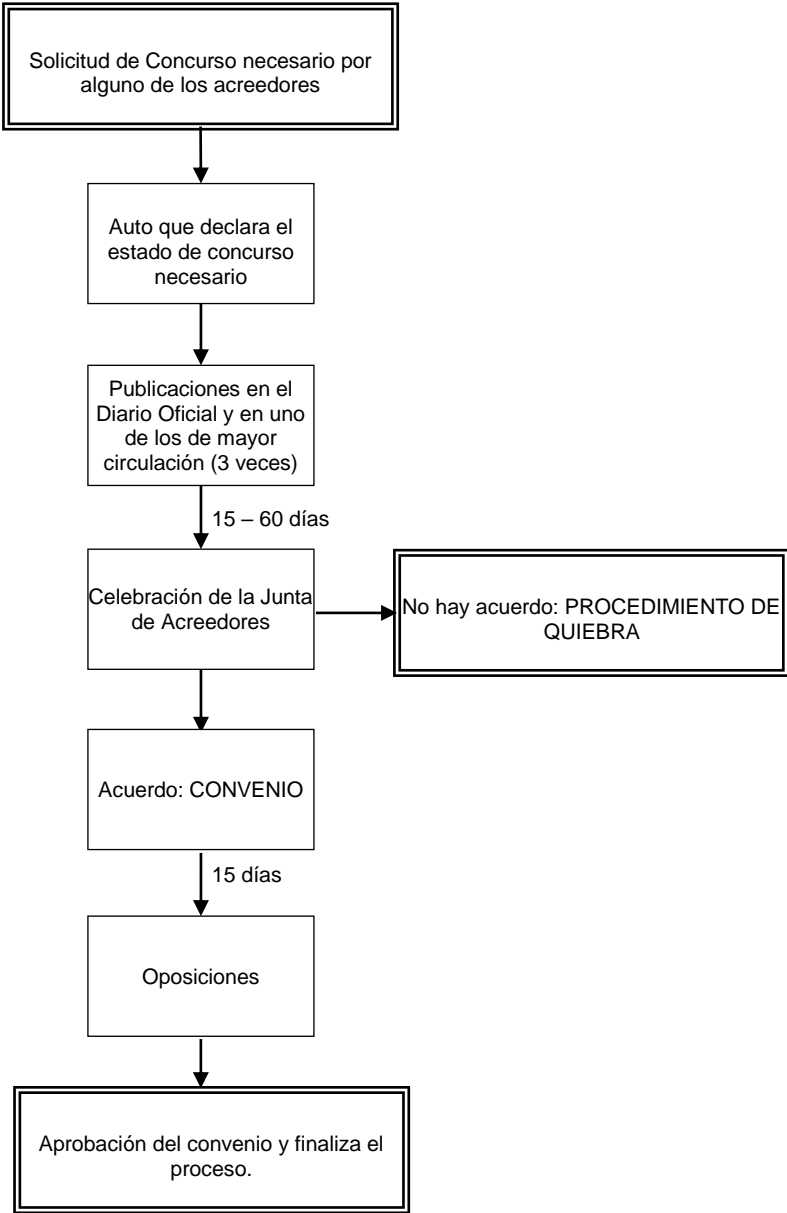 Solicitud de Concurso necesario por
alguno de los acreedores
Auto que declara el
estado de concurso
necesario
Publicaciones en el
Diario Oficial y en uno
de los de mayor
circulación (3 veces)
15 – 60 días
Celebración de la Junta
de Acreedores
No hay acuerdo: PROCEDIMIENTO DE
QUIEBRA
Acuerdo: CONVENIO
15 días
Oposiciones
Aprobación del convenio y finaliza el
proceso.